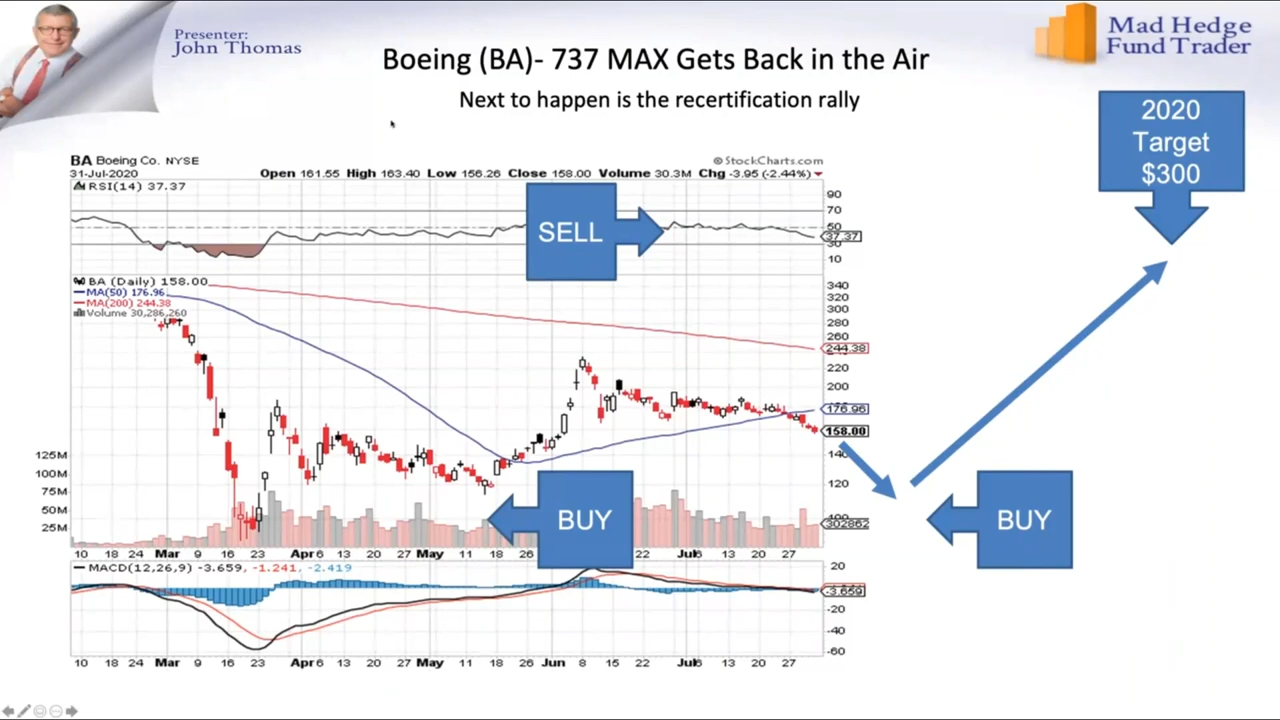 Presenter:
John Thomas
Mad Hedge
Fund Trader
Boeing (BA)- 737 MAX Gets Back in the Air
Next to happen is the recertification rally
2020
Target
$300
BA Boeing Co. NYSE
© StockCharts.com
31-Jul-2020
Open 161.55 High 163.40 Low 156.26 Close 158.00 Volume 30.3M Chg -3.95 (-2.44%)
RSI(14) 37.37
90
70
50
37.37
30
10
SELL
BA (Daily) 158.00
MA(50) 176.96
MA(200) 244.38
Volume 30,286,260
340
320
300
280
260
244.38
220
200
176.96
158.00
140
120
100
302862
125M
100M
75M
50M
25M
BUY
BUY
10 18 24 Mar 9 16 23 Apr 6 13 20 27 May 11 18 26 22 Jul 6 13 20 27
MACD(12,26,9) -3.659, -1.241, -2.419
20
-3.659
-20
-40
-60
10 18 24 Mar 9 16 23 Apr 6 13 20 27 May 11 18 26 Jun 8 15 22 Jul 6 13 20 27